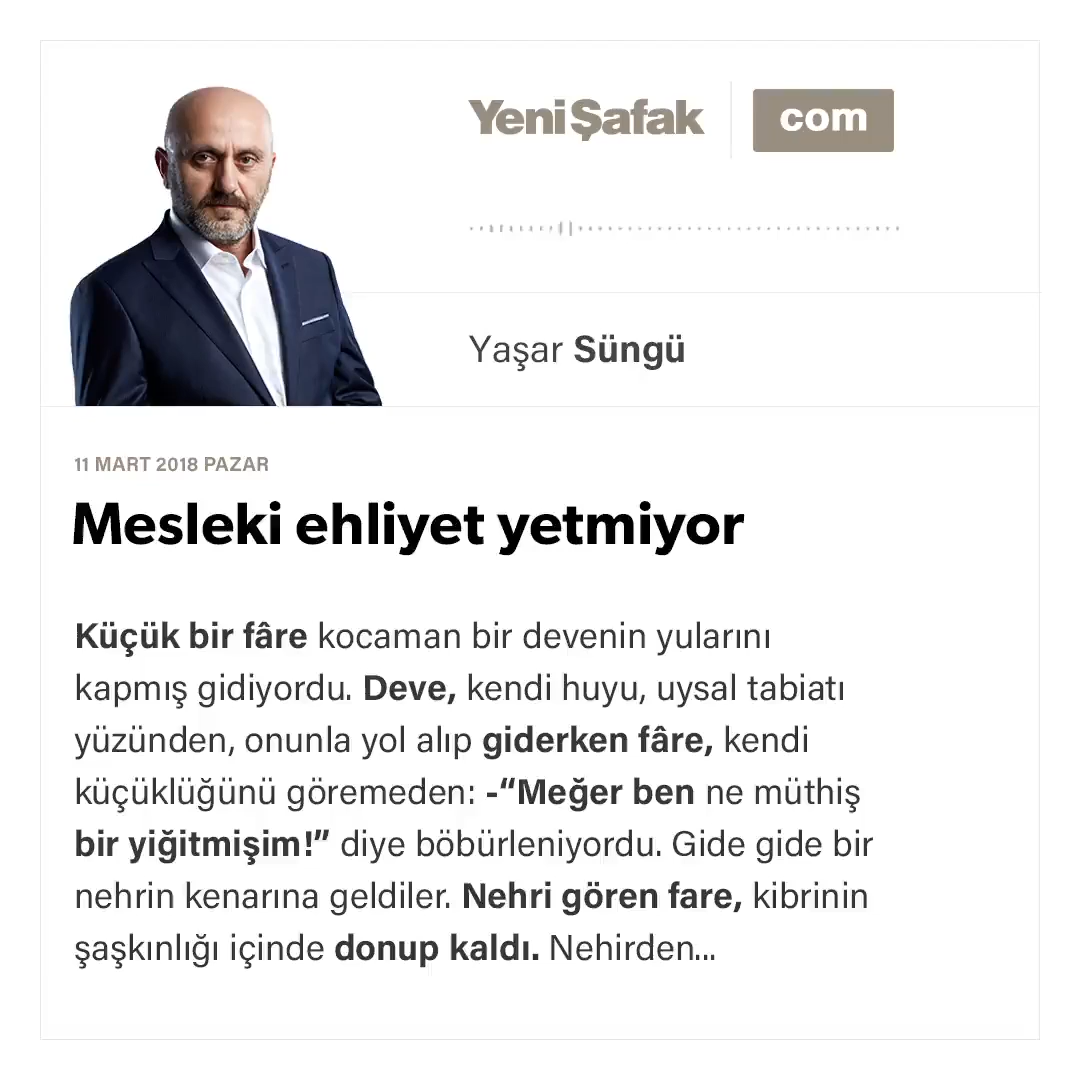 YeniŞafak com
Yaşar Süngü
11 MART 2018 PAZAR
Mesleki ehliyet yetmiyor
Küçük bir fâre kocaman bir devenin yularını
kapmış gidiyordu. Deve, kendi huyu, uysal tabiatı
yüzünden, onunla yol alıp giderken fâre, kendi
küçüklüğünü göremeden: -“Meğer ben ne müthiş
bir yiğitmişim!” diye böbürleniyordu. Gide gide bir
nehrin kenarına geldiler. Nehri gören fare, kibrinin
şaşkınlığı içinde donup kaldı. Nehirden...